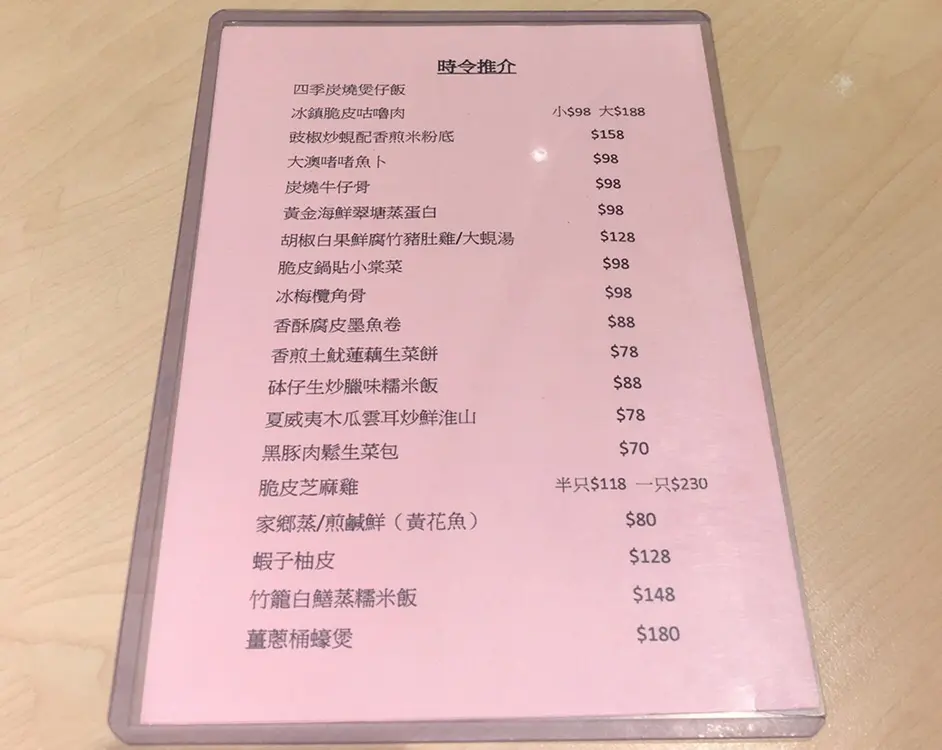 時令推介
四季炭燒煲仔飯
冰鎮脆皮咕嚕肉 小$98 大$188
豉椒炒蜆配香煎米粉底 $158
大澳啫啫魚卜 $98
炭燒牛仔骨 $98
黃金海鮮翠塘蒸蛋白 $98
胡椒白果鮮腐竹豬肚雞/大蜆湯 $128
脆皮鍋貼小棠菜 $98
冰梅欖角骨 $98
香酥腐皮墨魚卷 $88
香煎土魷蓮藕生菜餅 $78
砵仔生炒臘味糯米飯 $88
夏威夷木瓜雲耳炒鮮淮山 $78
黑豚肉鬆生菜包 $70
脆皮芝麻雞 半只$118 一只$230
家鄉蒸/煎鹹鮮（黃花魚） $80
蝦子柚皮 $128
竹籠白鱔蒸糯米飯 $148
薑蔥桶蠔煲 $180